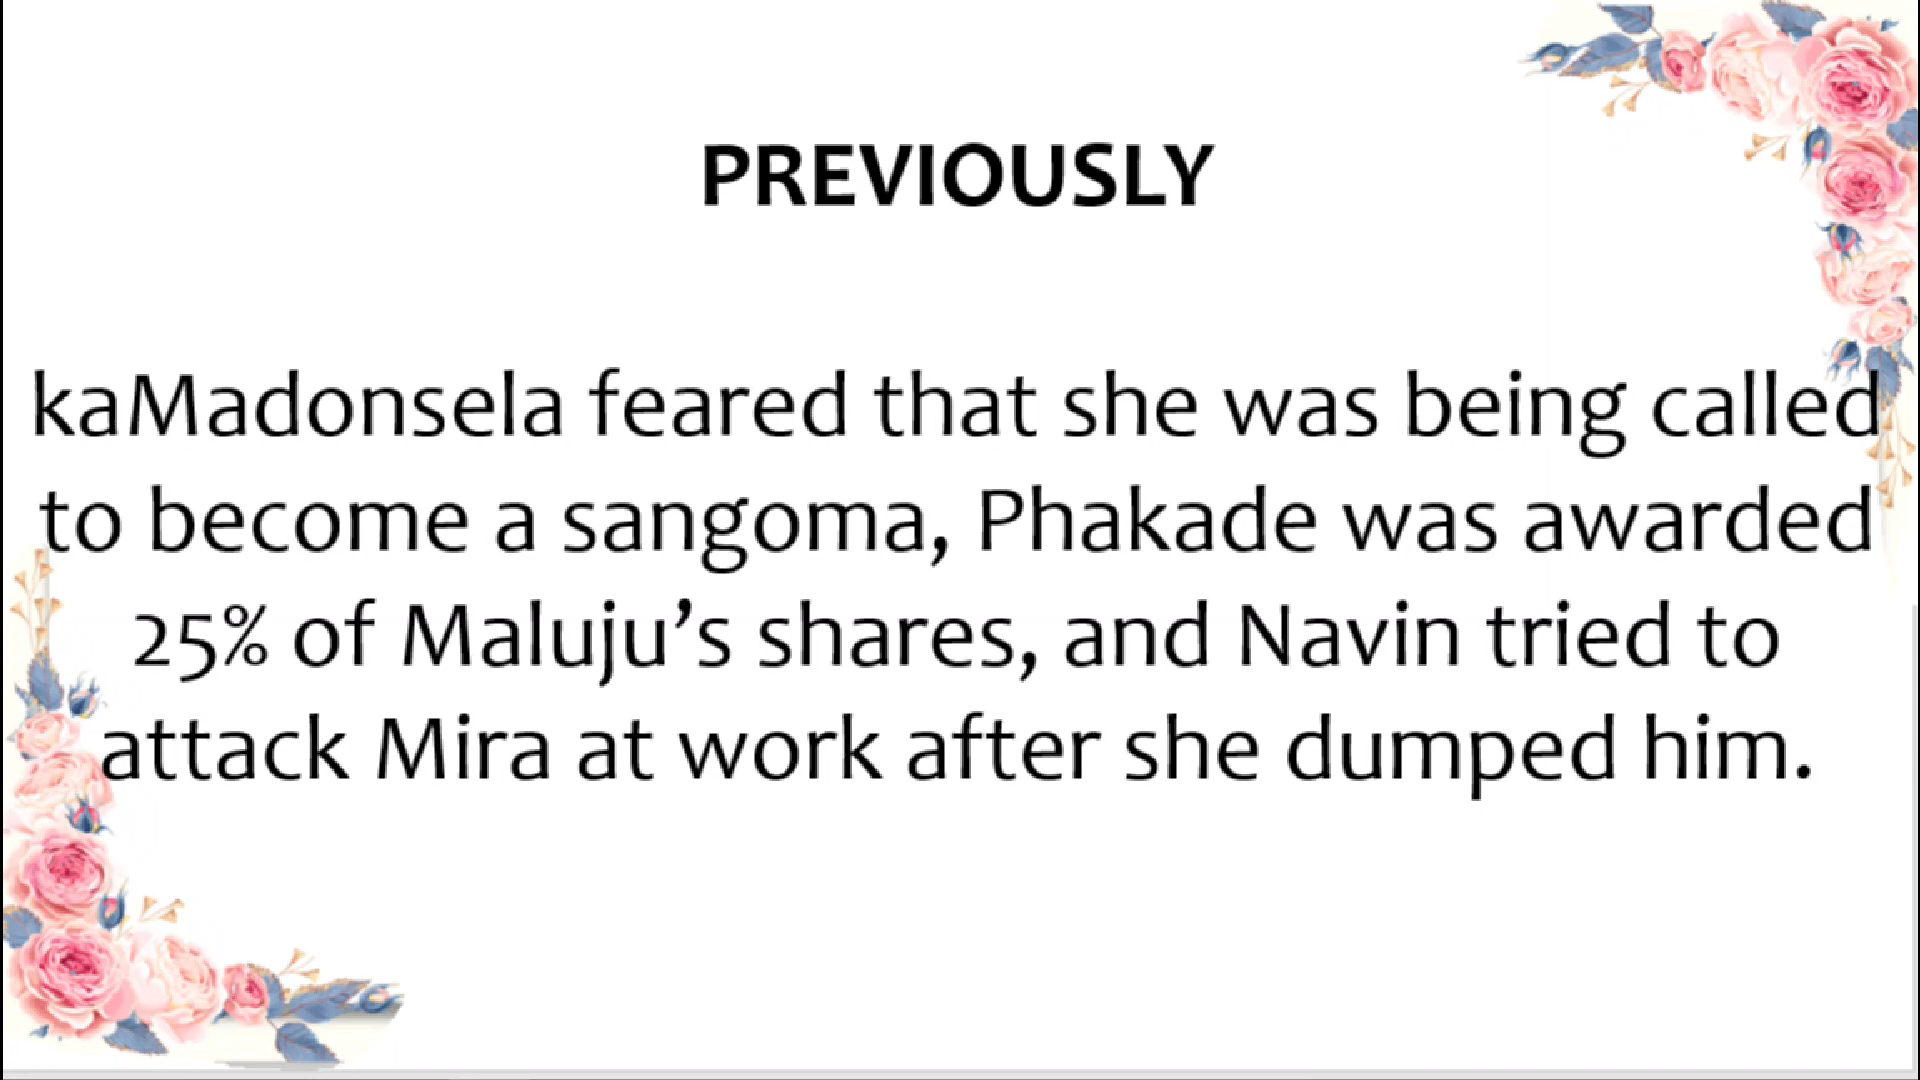 PREVIOUSLY
kaMadonsela feared that she was being called
to become a sangoma, Phakade was awarded
25% of Maluju’s shares, and Navin tried to
attack Mira at work after she dumped him.